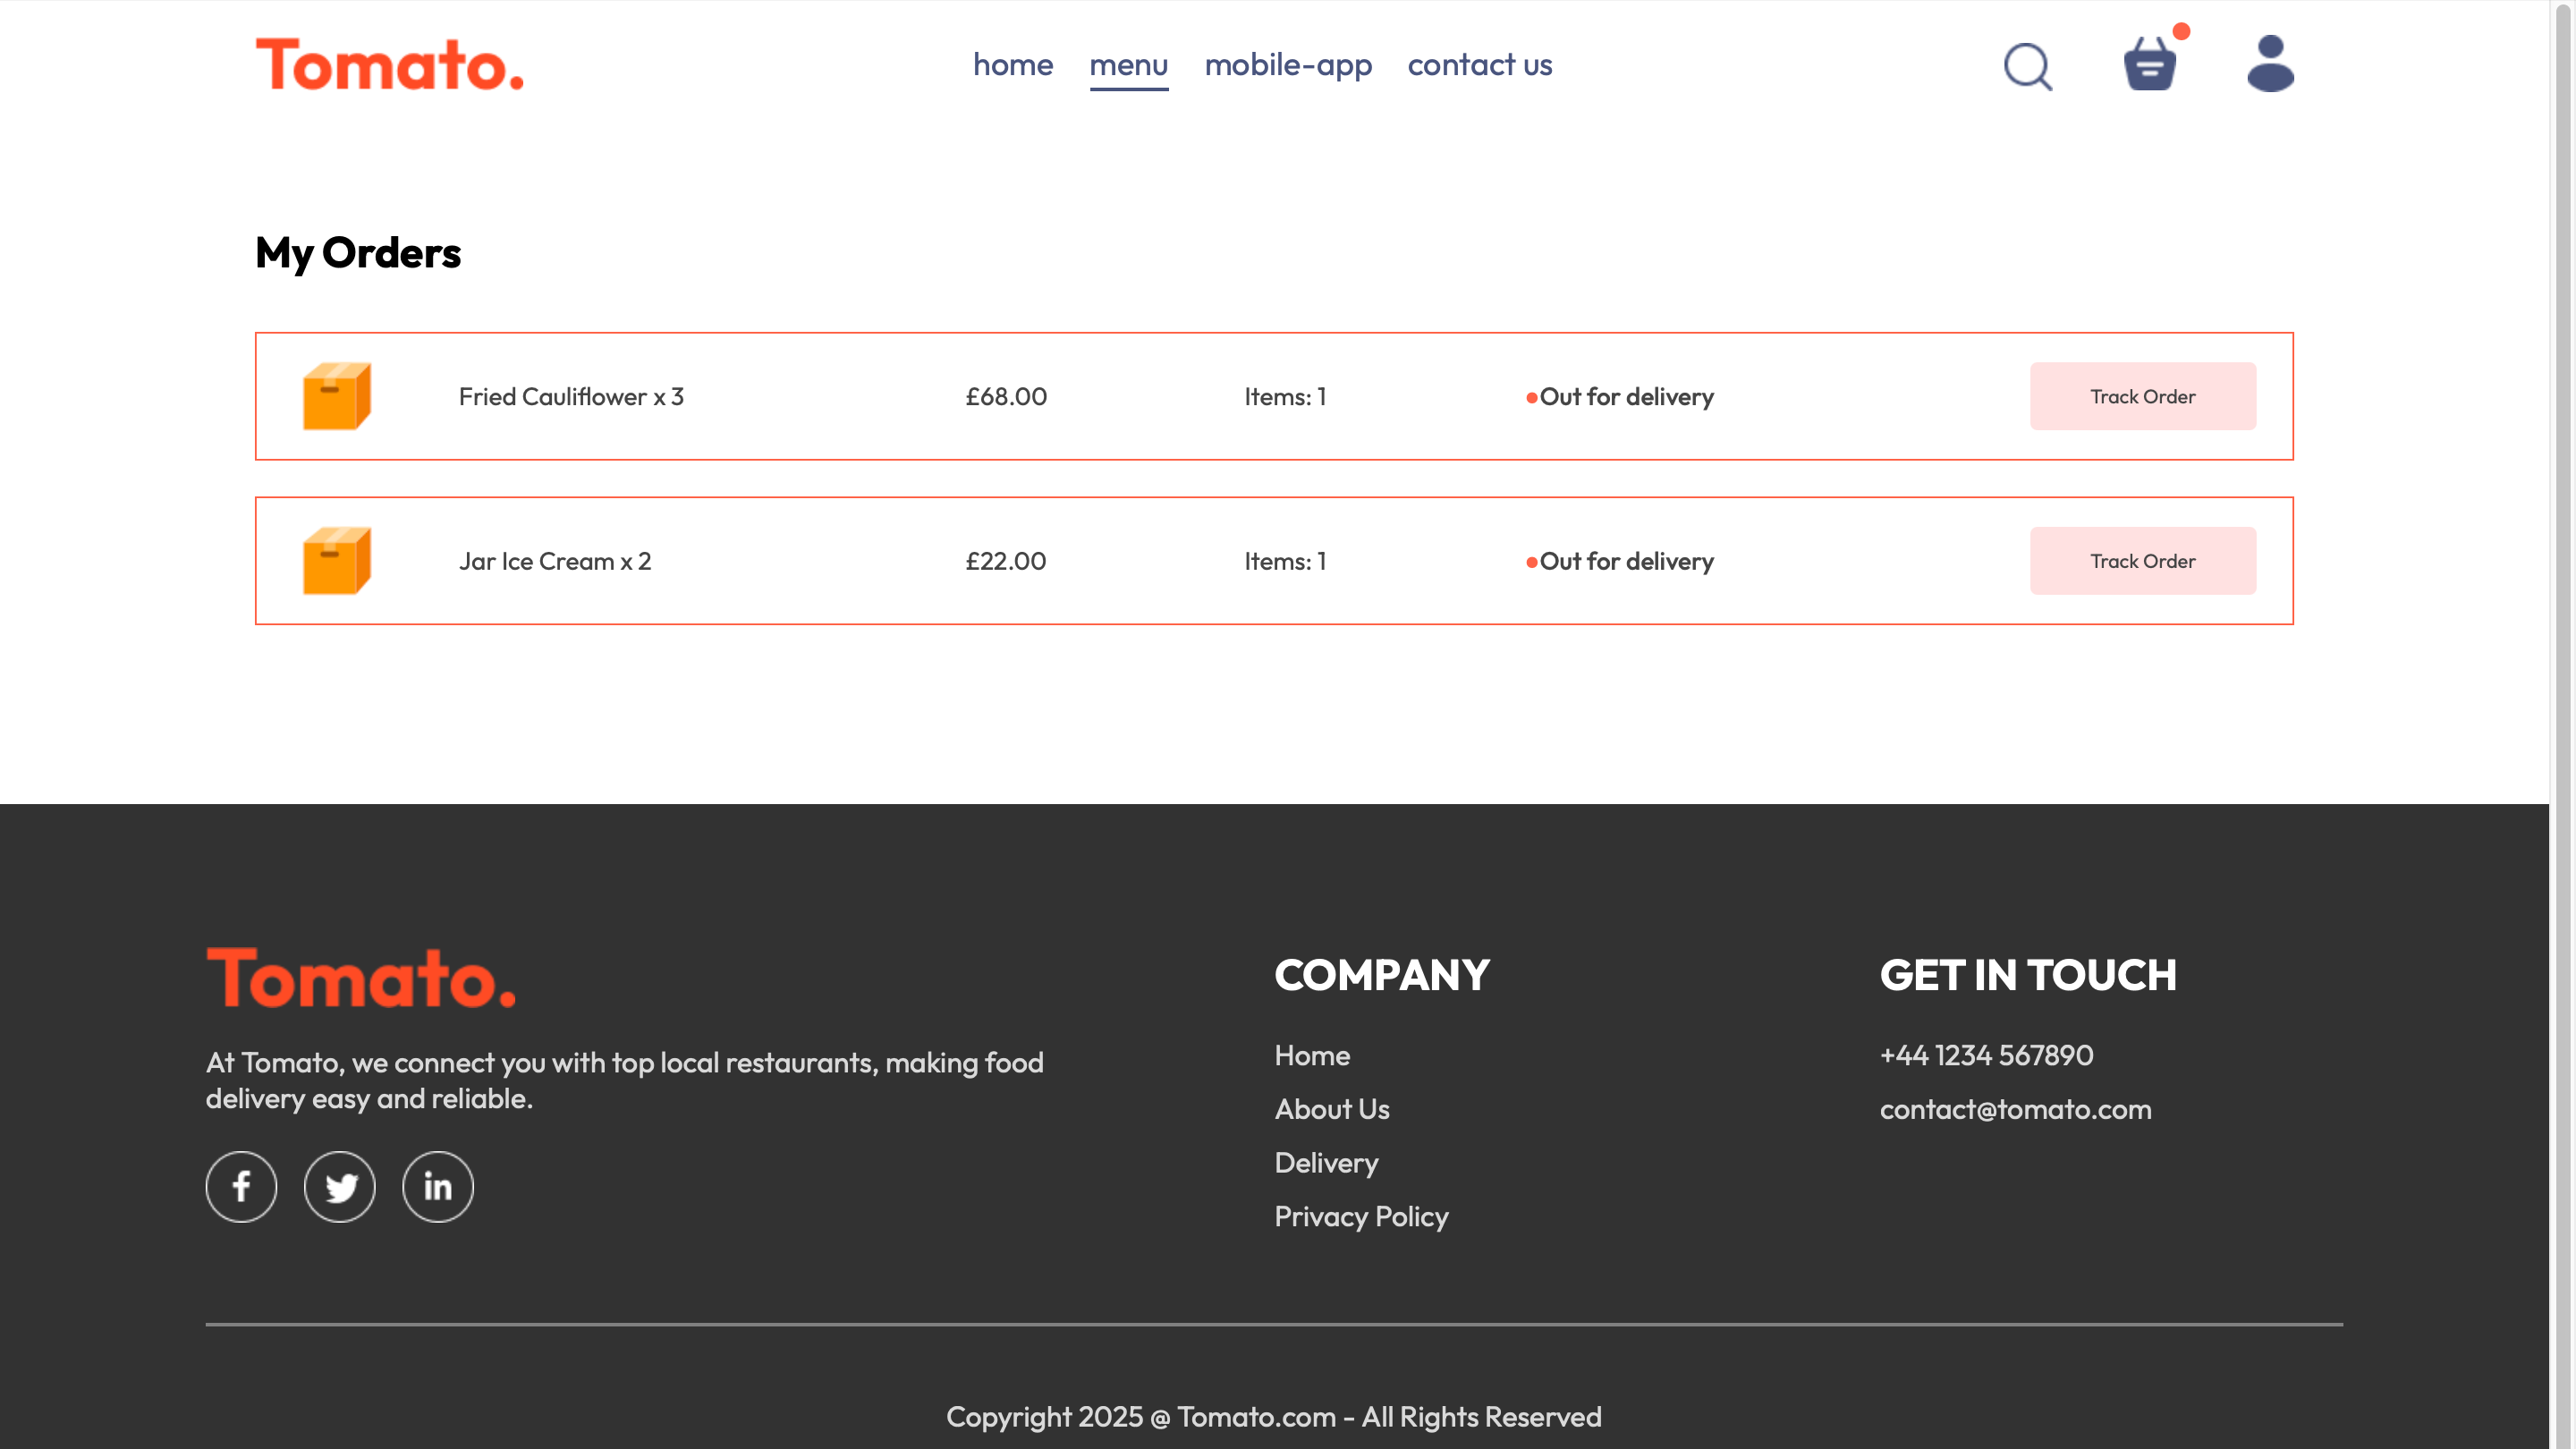 Tomato.
home menu mobile-app contact us
My Orders
Fried Cauliflower x 3 £68.00 Items: 1 Out for delivery Track Order
Jar Ice Cream x 2 £22.00 Items: 1 Out for delivery Track Order
Tomato.
At Tomato, we connect you with top local restaurants, making food
delivery easy and reliable.
f in
COMPANY
Home
About Us
Delivery
Privacy Policy
GET IN TOUCH
+44 1234 567890
contact@tomato.com
Copyright 2025 @ Tomato.com - All Rights Reserved